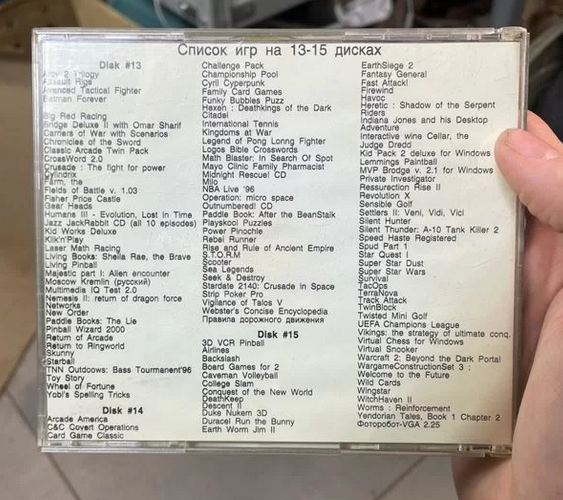 Список игр на 13-15 дисках
Disk #13
Aloy 2 Trilogy
Assault Rigs
Avenced Tactical Fighter
Batman Forever
Big Red Racing
Bridge Deluxe II with Omar Sharif
Carriers of War with Scenarios
Chronicles of the Sword
Classic Arcade Twin Pack
CrossWord 2.0
Crusade : The fight for power
Cylindrix
Farm, the
Fields of Battle v. 1.03
Fisher Price Castle
Gear Heads
Humans III - Evolution, Lost in Time
Jazz JackRabbit CD (all 10 episodes)
Kid Works Deluxe
Klik'n'Play
Laser Math Racing
Living Books: Sheila Rae, the Brave
Living Pinball
Majestic part I: Alien encounter
Moscow Kremlin (русский)
Multimedia IQ Test 2.0
Nemesis II: return of dragon force
Networks
New Order
Paddle Books: The Lie
Pinball Wizard 2000
Return of Arcade
Return to Ringworld
Skunny
Starball
TNN Outdoows: Bass Tourmanent'96
Toy Story
Wheel of Fortune
Yobi's Spelling Tricks
Disk #14
Arcade America
C&C Covert Operations
Card Game Classic
Challenge Pack
Championship Pool
Cyril Cyperpunk
Family Card Games
Funky Bubbles Puzz
Hexen : Deathkings of the Dark
Citadel
International Tennis
Kingdoms at War
Legend of Pong Lonng Fighter
Logos Bible Crosswords
Math Blaster: In Search Of Spot
Mayo Clinic Family Pharmacist
Midnight Rescue! CD
Milo
NBA Live '96
Operation: micro space
Outnumbered! CD
Paddle Book: After the BeanStalk
Playskool Puzzles
Power Pinochle
Rebel Runner
Rise and Rule of Ancient Empire
S.T.O.R.M
Scooter
Sea Legends
Seek & Destroy
Stardate 2140: Crusade in Space
Strip Poker Pro
Vigilance of Talos V
Webster's Concise Encyclopedia
Правила дорожного движения
Disk #15
3D VCR Pinball
Airlines
Backslash
Board Games for 2
Caveman Volleyball
College Slam
Conquest of the New World
DeathKeep
Descent II
Duke Nukem 3D
Duracel Run the Bunny
Earth Worm Jim II
EarthSiege 2
Fantasy General
Fast Attack!
Firewind
Havoc
Heretic : Shadow of the Serpent
Riders
Indiana Jones and his Desktop
Adventure
Interactive wine Cellar, the
Judge Dredd
Kid Pack 2 deluxe for Windows
Lemmings Paintball
MVP Brodge v. 2.1 for Windows
Private Investigator
Ressurection Rise II
Revolution X
Sensible Golf
Settlers II: Veni, Vidi, Vici
Silent Hunter
Silent Thunder: A-10 Tank Killer 2
Speed Haste Registered
Spud Part 1
Star Quest I
Super Star Dust
Super Star Wars
Survival
TacOps
TerraNova
Track Attack
TwinBlock
Twisted Mini Golf
UEFA Champions League
Vikings: the strategy of ultimate conq.
Virtual Chess for Windows
Virtual Snooker
Warcraft 2: Beyond the Dark Portal
WargameConstructionSet 3 :
Welcome to the Future
Wild Cards
Wingstar
WitchHaven II
Worms : Reinforcement
Yendorian Tales, Book 1 Chapter 2
Фоторобот-VGA 2.25